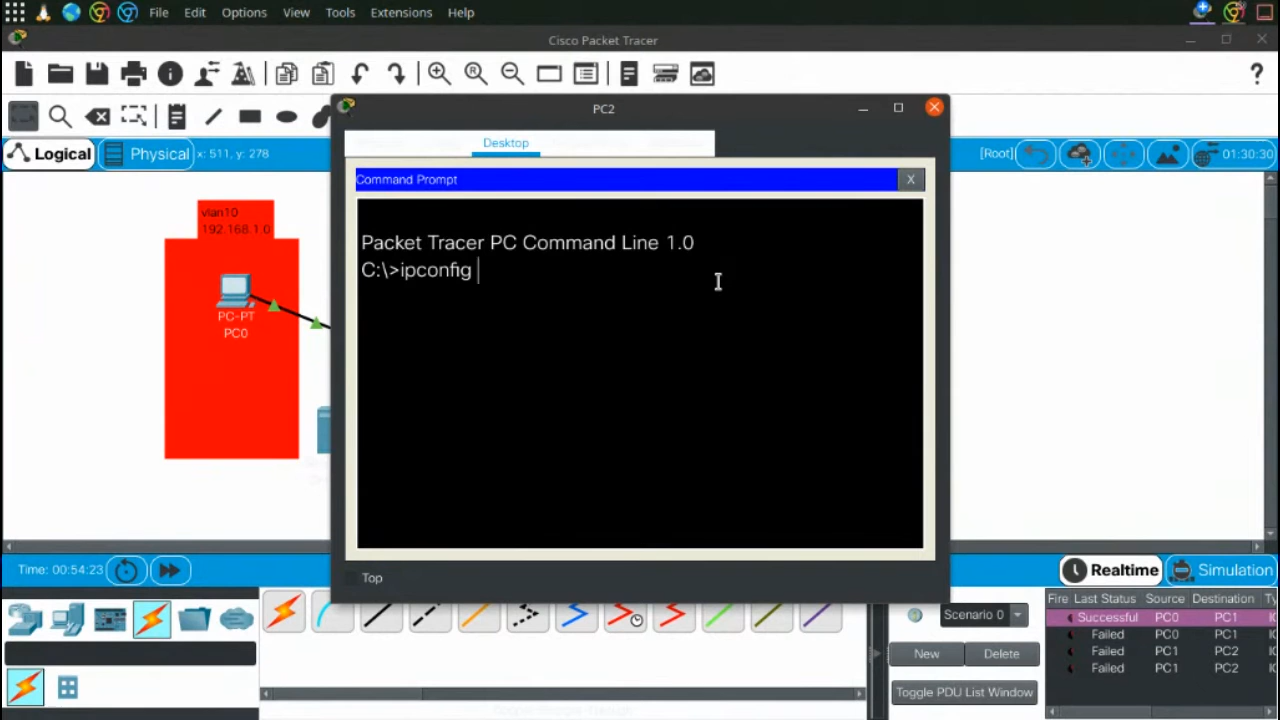 File Edit Options View Tools Extensions Help
Cisco Packet Tracer
?
PC2
Logical Physical x: 511, y: 278
[Root] 01:30:30
Desktop
Command Prompt X
Packet Tracer PC Command Line 1.0
C:\>ipconfig
vlan10
192.168.1.0
PC-PT
PC0
Top
Time: 00:54:23
Realtime Simulation
Scenario 0
New Delete
Toggle PDU List Window
Fire Last Status Source Destination
Successful PC0 PC1
Failed PC0 PC1
Failed PC1 PC2
Failed PC1 PC2